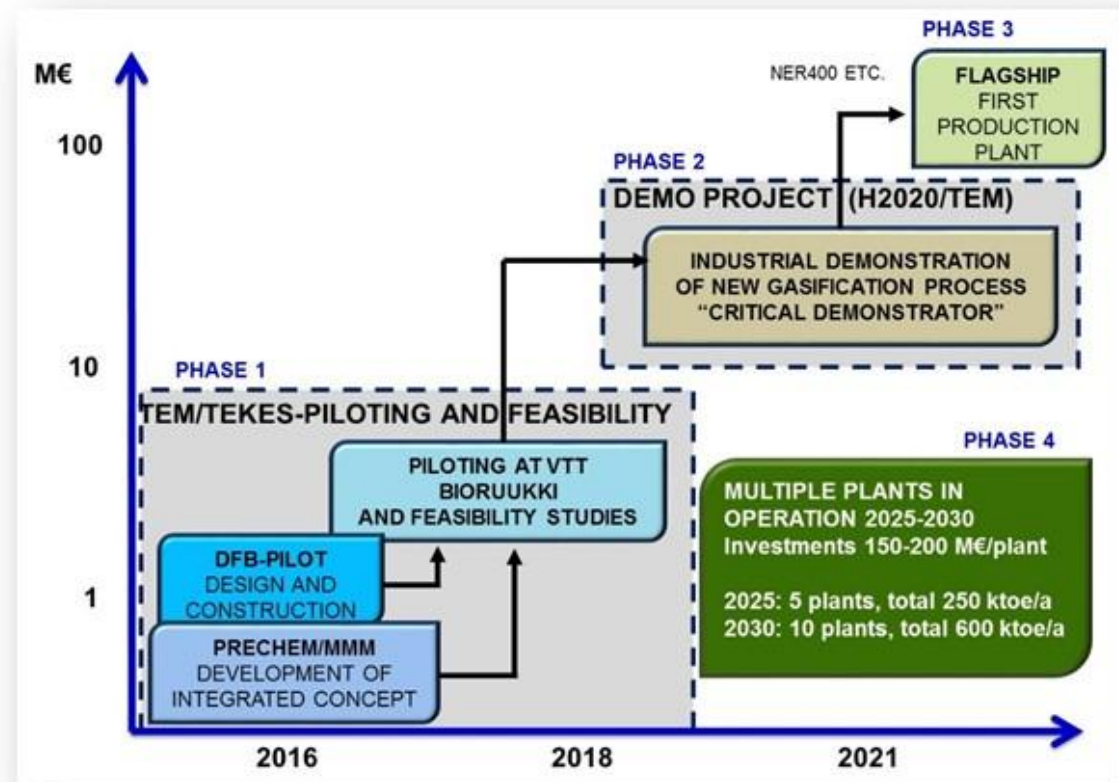 PHASE 3
M€
NER400 ETC.
FLAGSHIP
FIRST
PRODUCTION
PLANT
100
PHASE 2
DEMO PROJECT (H2020/TEM)
INDUSTRIAL DEMONSTRATION
OF NEW GASIFICATION PROCESS
“CRITICAL DEMONSTRATOR”
10
PHASE 1
TEM/TEKES-PILOTING AND FEASIBILITY
PILOTING AT VTT
BIORUUKKI
AND FEASIBILITY STUDIES
DFB-PILOT
DESIGN AND
CONSTRUCTION
1
PRECHEM/MMM
DEVELOPMENT OF
INTEGRATED CONCEPT
PHASE 4
MULTIPLE PLANTS IN
OPERATION 2025-2030
Investments 150-200 M€/plant
2025: 5 plants, total 250 ktoe/a
2030: 10 plants, total 600 ktoe/a
2016
2018
2021